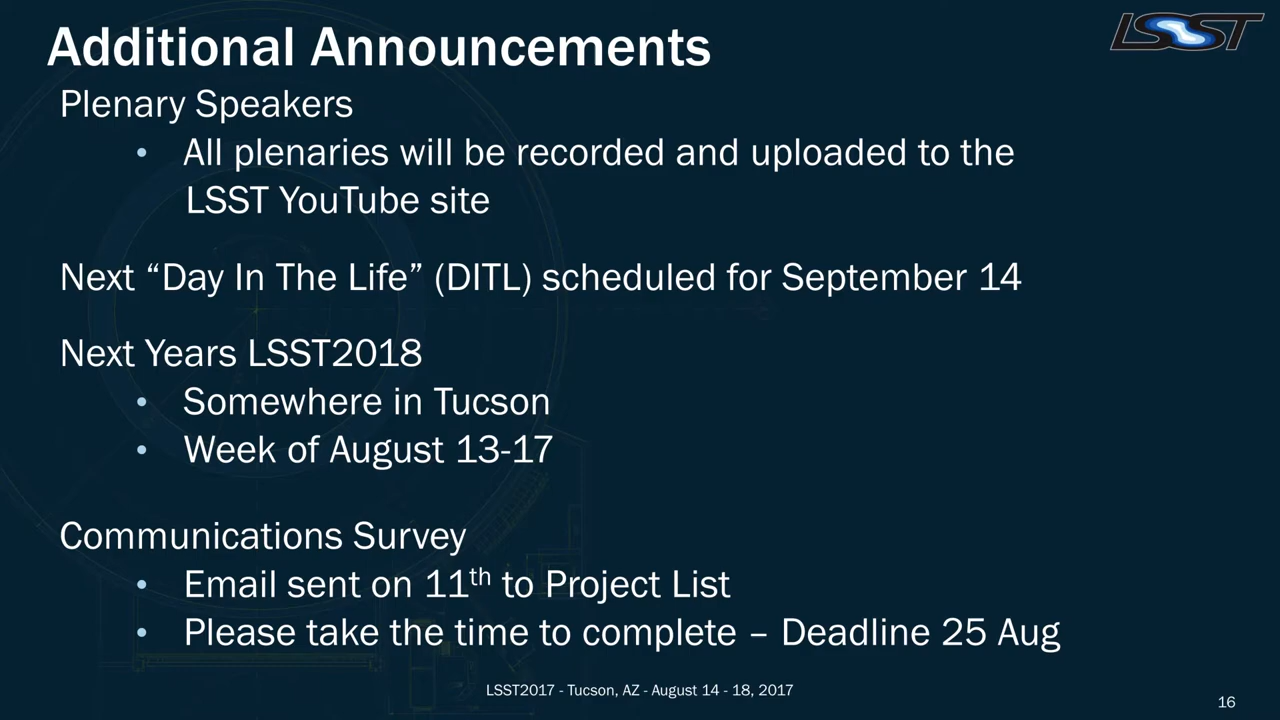 Additional Announcements
LSST
Plenary Speakers
• All plenaries will be recorded and uploaded to the
LSST YouTube site
Next “Day In The Life” (DITL) scheduled for September 14
Next Years LSST2018
• Somewhere in Tucson
• Week of August 13-17
Communications Survey
• Email sent on 11th to Project List
• Please take the time to complete – Deadline 25 Aug
LSST2017 - Tucson, AZ - August 14 - 18, 2017
16